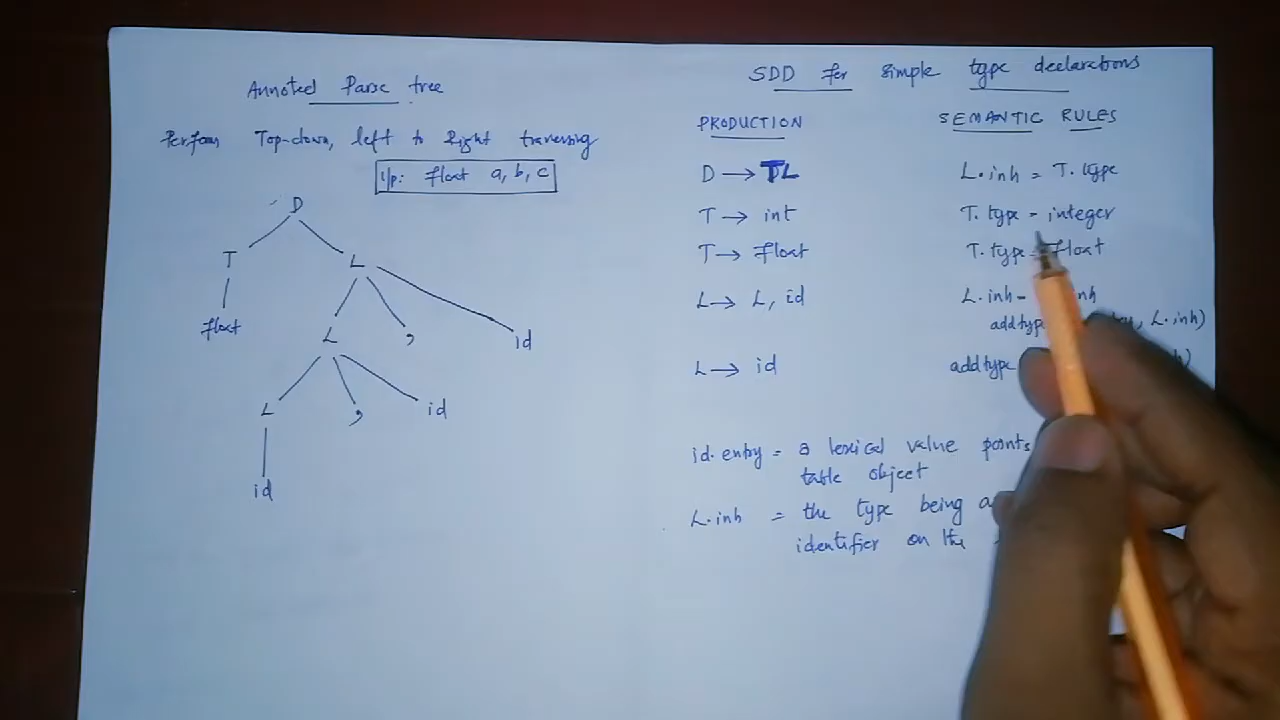 Annoted Parse tree
Perfom Top-down, left to Right traversing
i/p: float a, b, c
D
T L
float
L , id
L , id
id
SDD for simple type declarations
PRODUCTION SEMANTIC RULES
D → TL L.inh = T.type
T → int T.type = integer
T → float T.type = float
L → L, id L.inh = nh
addtype , L.inh)
L → id addtype )
id.entry = a lexical value points
table object
L.inh = the type being a
identifier on the